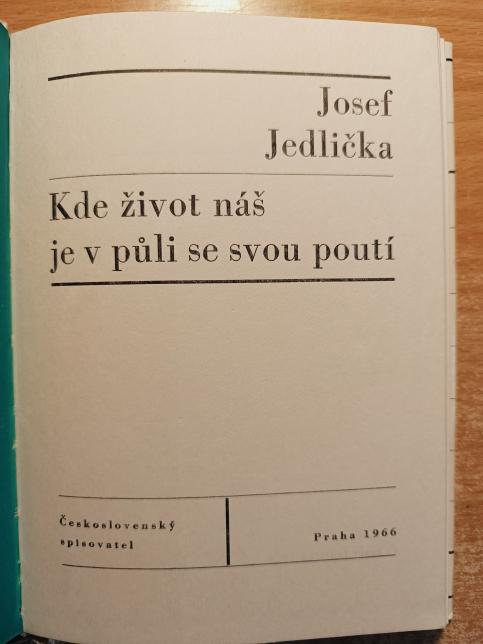 Josef
Jedlička
Kde život náš
je v půli se svou poutí
Československý
spisovatel
Praha 1966